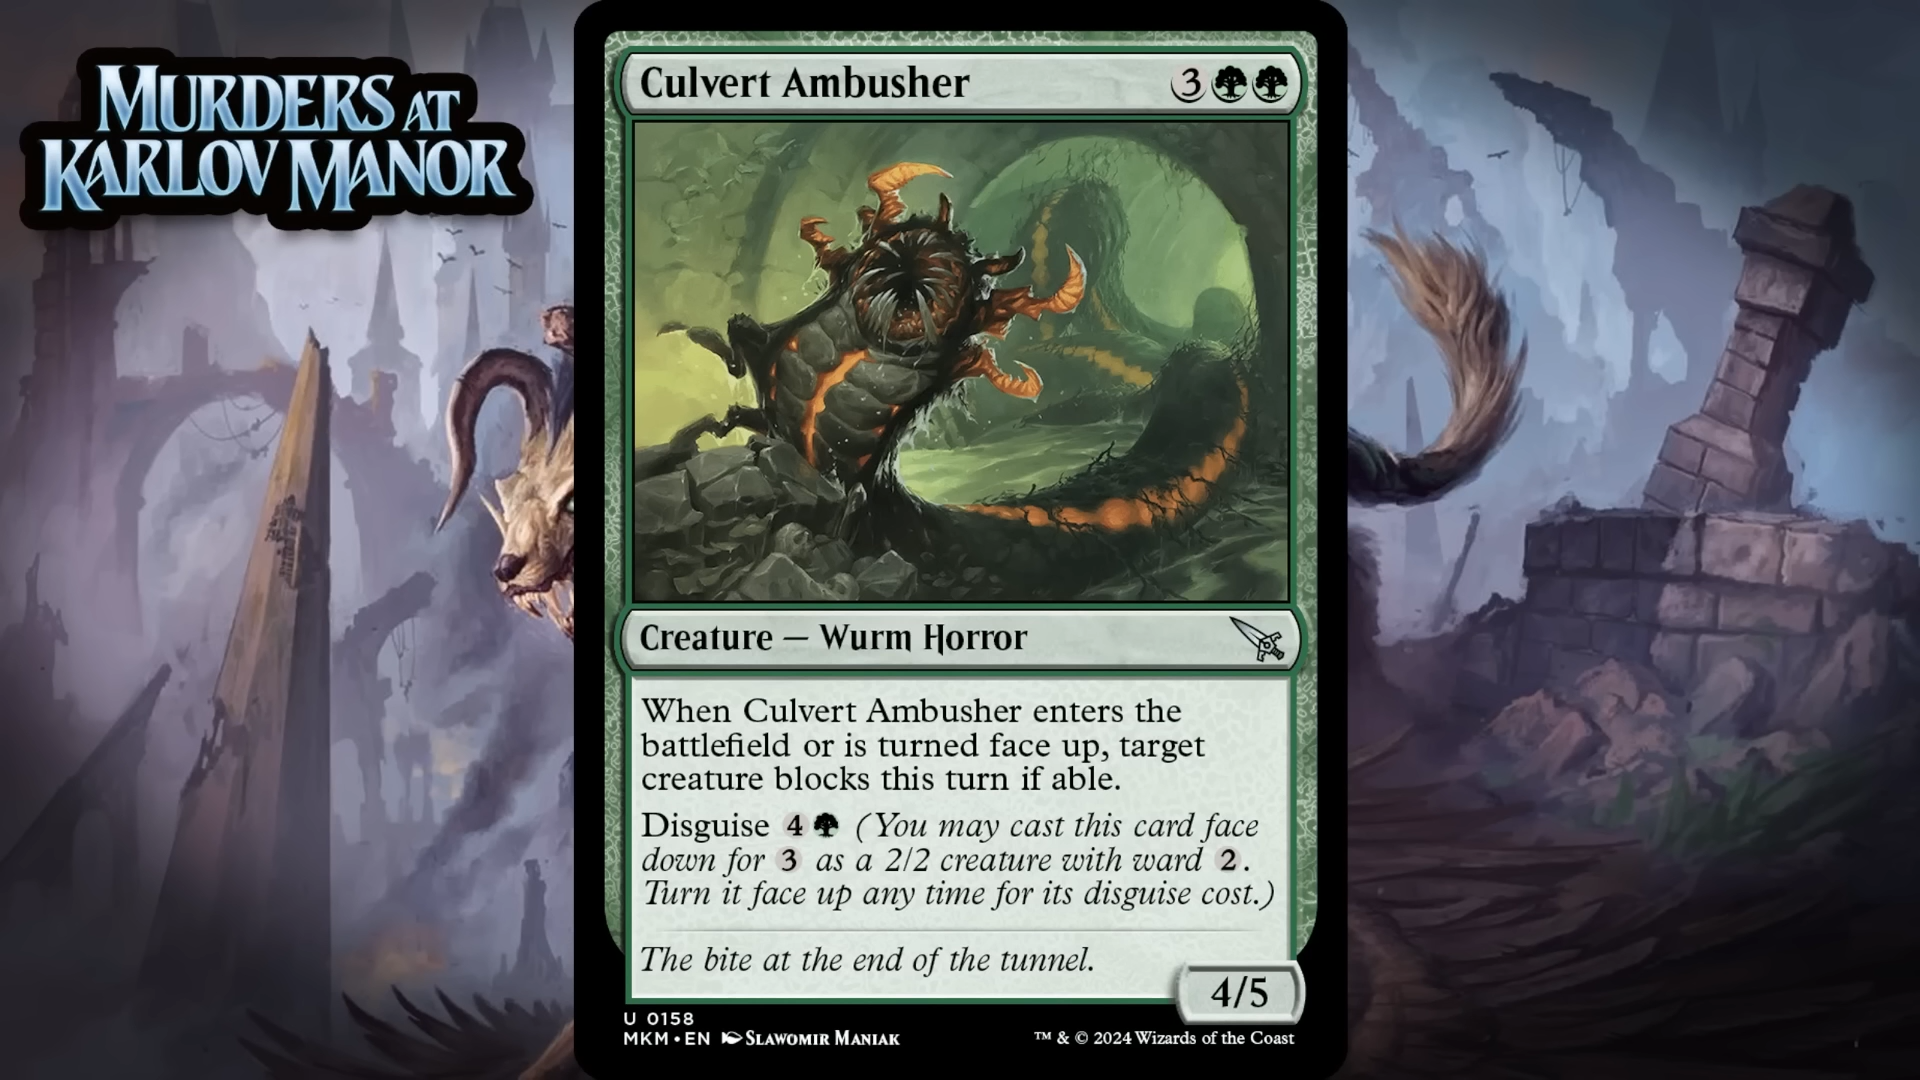 MURDERS AT
KARLOV MANOR
Culvert Ambusher 3
Creature — Wurm Horror
When Culvert Ambusher enters the
battlefield or is turned face up, target
creature blocks this turn if able.
Disguise 4 (You may cast this card face
down for 3 as a 2/2 creature with ward 2.
Turn it face up any time for its disguise cost.)
The bite at the end of the tunnel.
4/5
U 0158
MKM • EN SLAWOMIR MANIAK
™ & © 2024 Wizards of the Coast